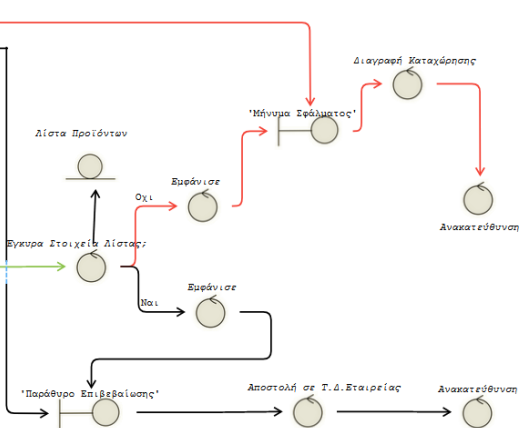 Διαγραφή Καταχώρησης
'Μήνυμα Σφάλματος'
Λίστα Προϊόντων
Εμφάνισε
Οχι
Ανακατεύθυνση
Έγκυρα Στοιχεία Λίστας;
Εμφάνισε
Ναι
'Παράθυρο Επιβεβαίωσης'
Αποστολή σε Τ.Δ.Εταιρείας
Ανακατεύθυνση